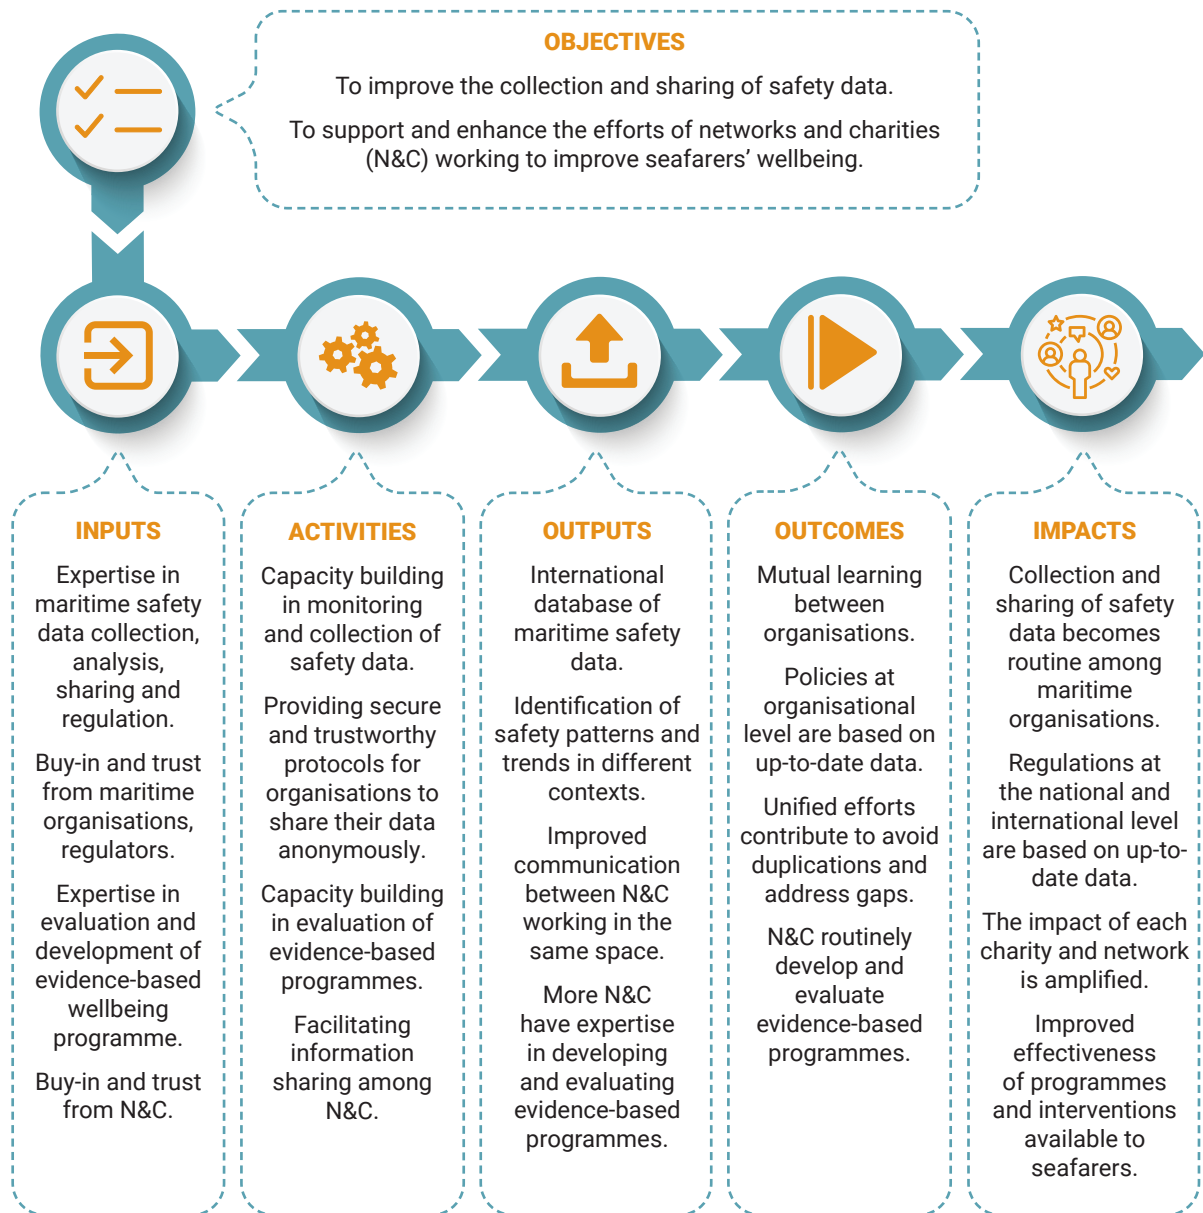 OBJECTIVES
To improve the collection and sharing of safety data.
To support and enhance the efforts of networks and charities
(N&C) working to improve seafarers’ wellbeing.
INPUTS
Expertise in
maritime safety
data collection,
analysis,
sharing and
regulation.
Buy-in and trust
from maritime
organisations,
regulators.
Expertise in
evaluation and
development of
evidence-based
wellbeing
programme.
Buy-in and trust
from N&C.
ACTIVITIES
Capacity building
in monitoring
and collection of
safety data.
Providing secure
and trustworthy
protocols for
organisations to
share their data
anonymously.
Capacity building
in evaluation of
evidence-based
programmes.
Facilitating
information
sharing among
N&C.
OUTPUTS
International
database of
maritime safety
data.
Identification of
safety patterns and
trends in different
contexts.
Improved
communication
between N&C
working in the
same space.
More N&C
have expertise
in developing
and evaluating
evidence-based
programmes.
OUTCOMES
Mutual learning
between
organisations.
Policies at
organisational
level are based on
up-to-date data.
Unified efforts
contribute to avoid
duplications and
address gaps.
N&C routinely
develop and
evaluate
evidence-based
programmes.
IMPACTS
Collection and
sharing of safety
data becomes
routine among
maritime
organisations.
Regulations at
the national and
international level
are based on up-to-
date data.
The impact of each
charity and network
is amplified.
Improved
effectiveness
of programmes
and interventions
available to
seafarers.